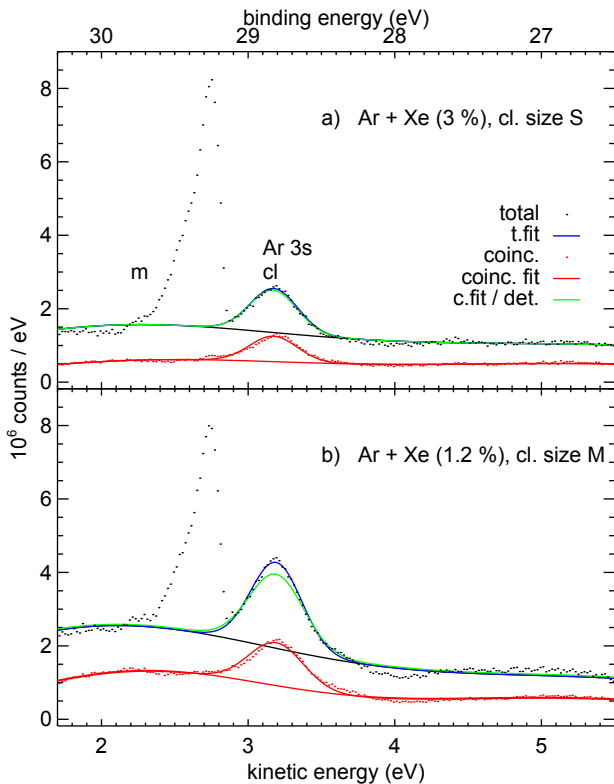 binding energy (eV)
30 29 28 27
8
6
4
2
0
a) Ar + Xe (3 %), cl. size S
total
t.fit
coinc.
coinc. fit
c.fit / det.
Ar 3s
m cl
10⁶ counts / eV
8
6
4
2
0
b) Ar + Xe (1.2 %), cl. size M
2 3 4 5
kinetic energy (eV)